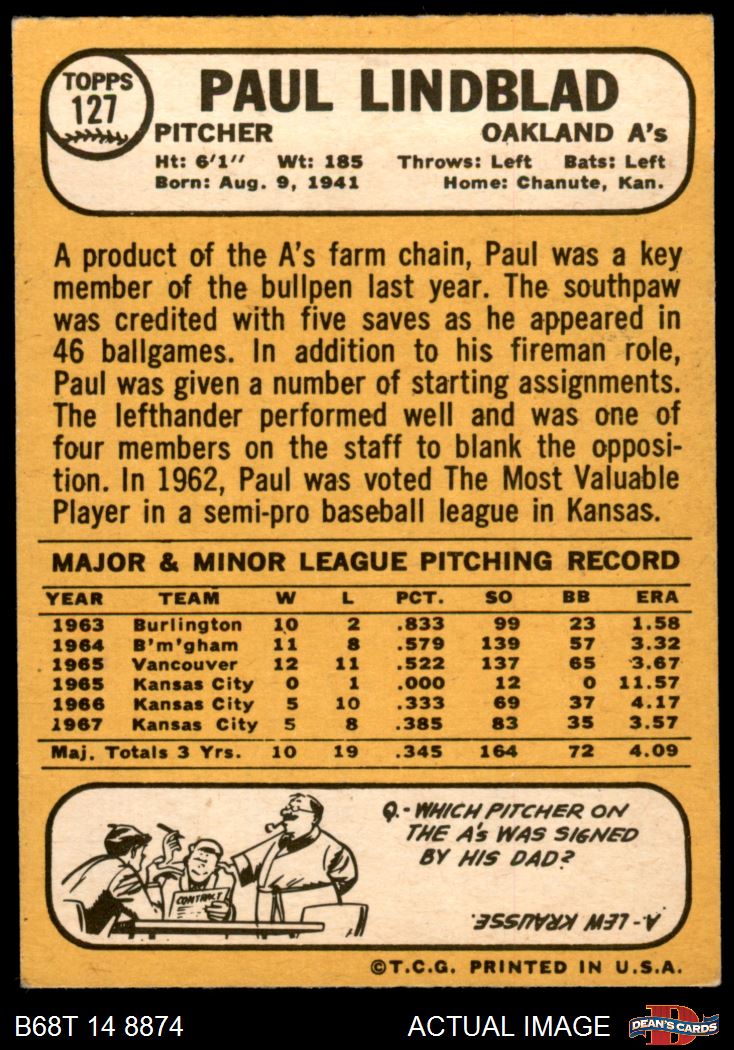 TOPPS
127
PAUL LINDBLAD
PITCHER OAKLAND A's
Ht: 6'1" Wt: 185 Throws: Left Bats: Left
Born: Aug. 9, 1941 Home: Chanute, Kan.
A product of the A's farm chain, Paul was a key
member of the bullpen last year. The southpaw
was credited with five saves as he appeared in
46 ballgames. In addition to his fireman role,
Paul was given a number of starting assignments.
The lefthander performed well and was one of
four members on the staff to blank the opposi-
tion. In 1962, Paul was voted The Most Valuable
Player in a semi-pro baseball league in Kansas.
MAJOR & MINOR LEAGUE PITCHING RECORD
YEAR TEAM W L PCT. SO BB ERA
1963 Burlington 10 2 .833 99 23 1.58
1964 B'm'gham 11 8 .579 139 57 3.32
1965 Vancouver 12 11 .522 137 65 3.67
1965 Kansas City 0 1 .000 12 0 11.57
1966 Kansas City 5 10 .333 69 37 4.17
1967 Kansas City 5 8 .385 83 35 3.57
Maj. Totals 3 Yrs. 10 19 .345 164 72 4.09
CONTRACT
Q.-WHICH PITCHER ON
THE A's WAS SIGNED
BY HIS DAD?
A-LEW KRAUSSE.
©T.C.G. PRINTED IN U.S.A.
B68T 14 8874 ACTUAL IMAGE
DEAN'S CARDS